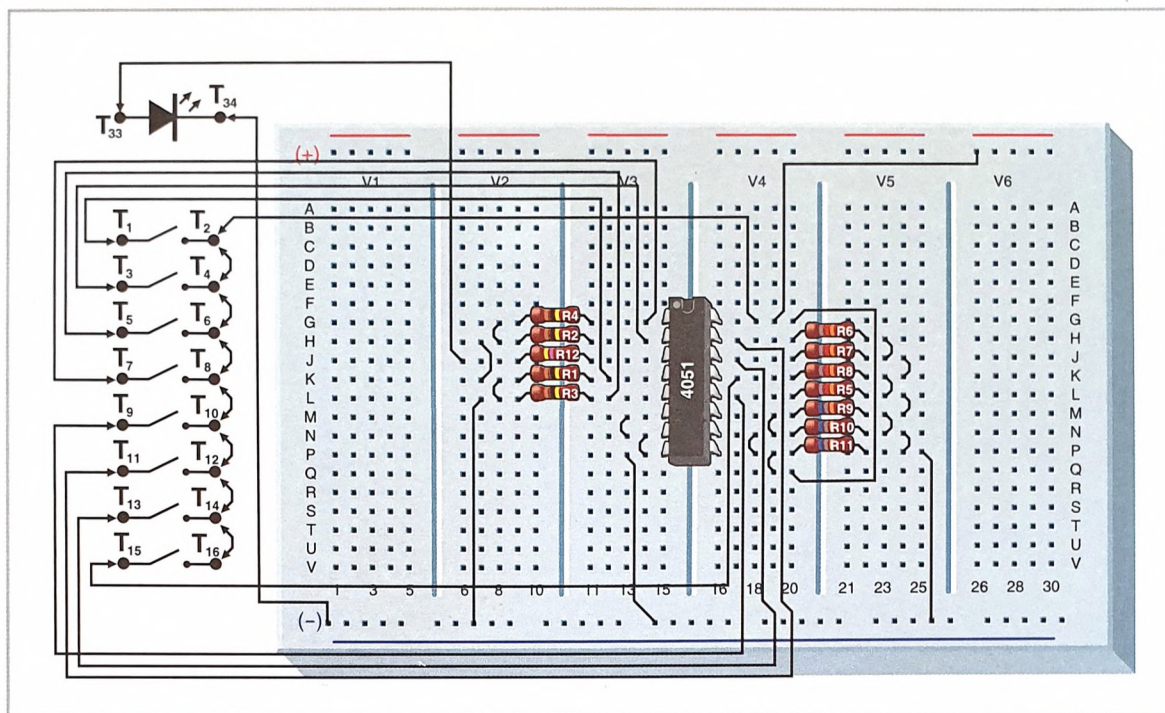 T33
T34
(+)
V1 V2 V3 V4 V5 V6
A A
B B
C C
D D
E E
F F
G G
H H
J J
K K
L L
M M
N N
P P
Q Q
R R
S S
T T
U U
V V
T1 T2
T3 T4
T5 T6
T7 T8
T9 T10
T11 T12
T13 T14
T15 T16
R4
R2
R12
R1
R3
4051
R6
R7
R8
R5
R9
R10
R11
1 3 5 6 8 10 11 13 15 16 18 20 21 23 25 26 28 30
(−)